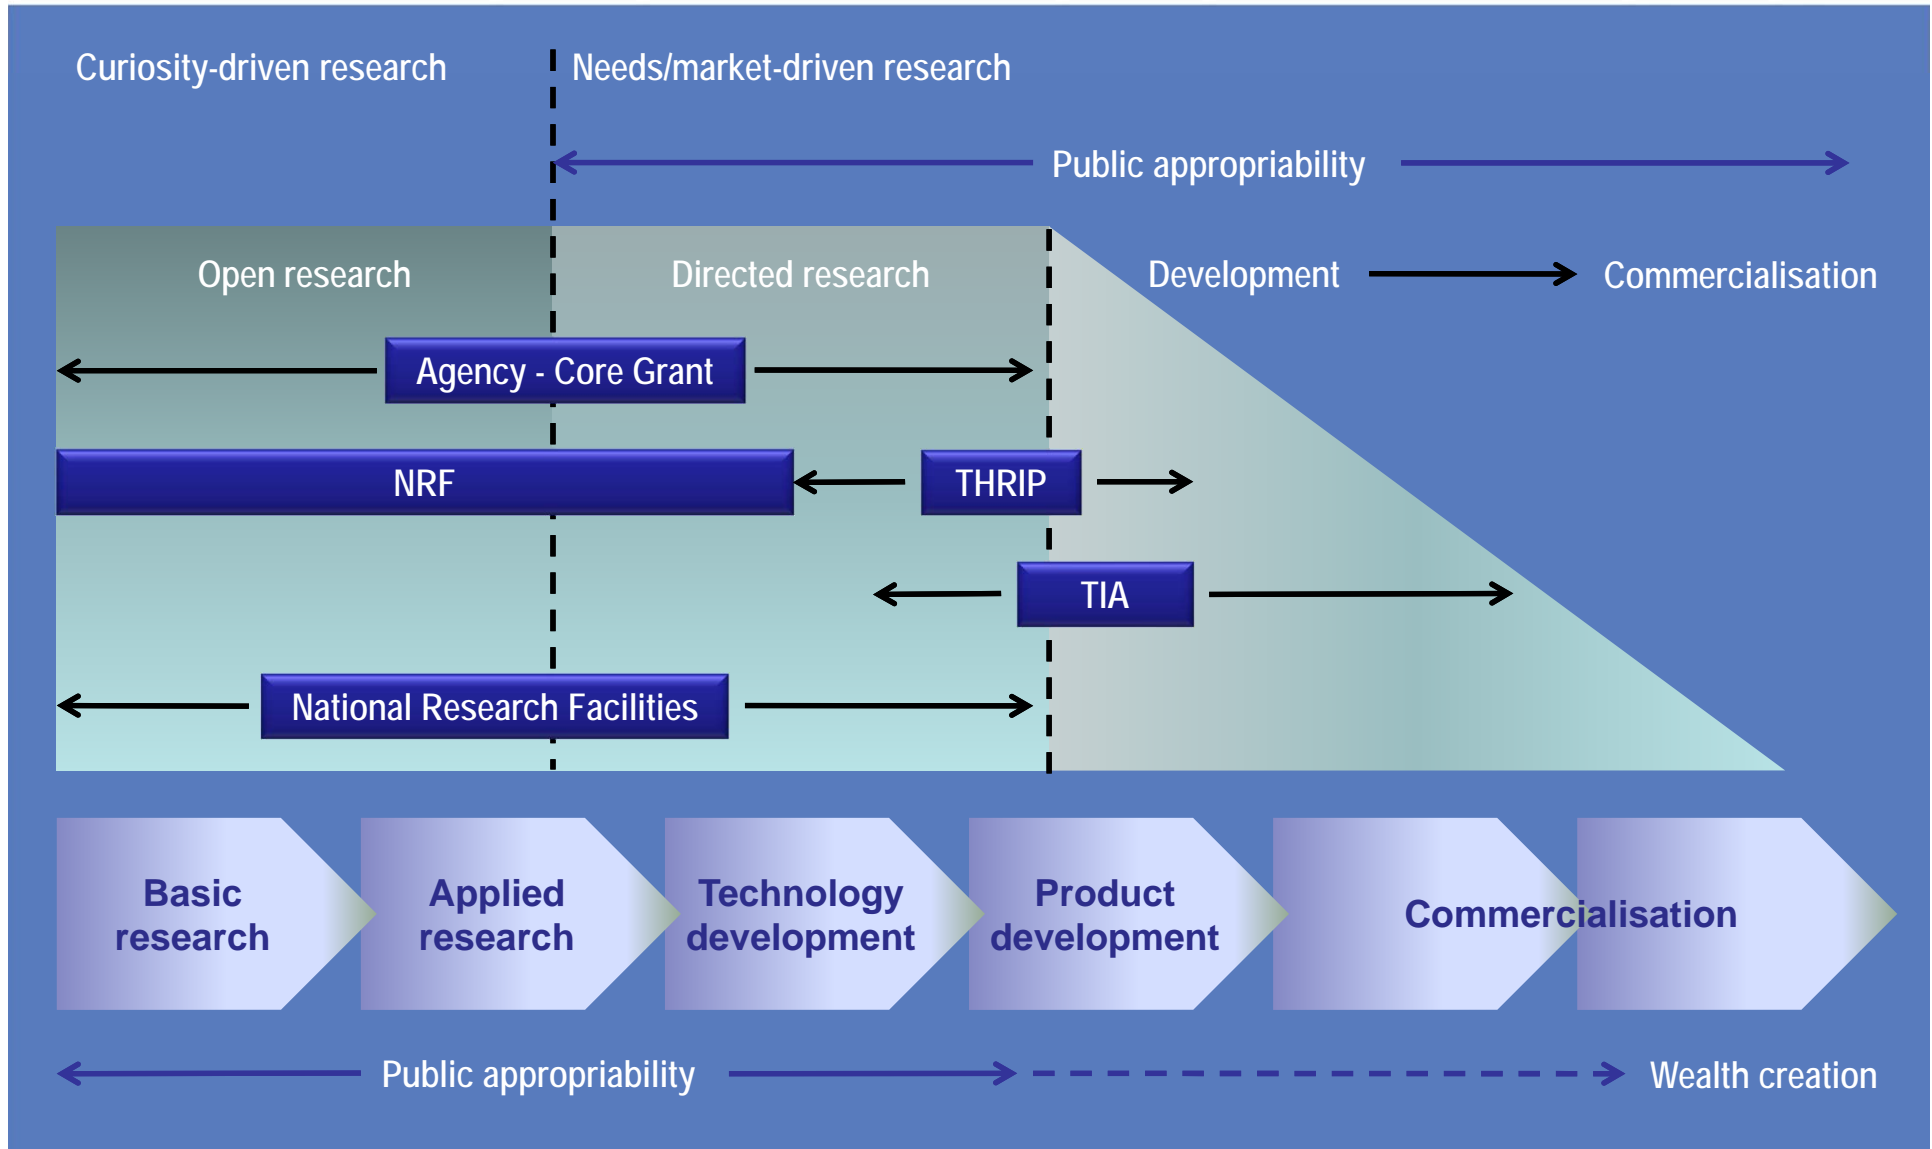 Curiosity-driven research
Needs/market-driven research
Public appropriability
Open research
Directed research
Development
Commercialisation
Agency - Core Grant
NRF
THRIP
TIA
National Research Facilities
Basic
research
Applied
research
Technology
development
Product
development
Commercialisation
Public appropriability
Wealth creation